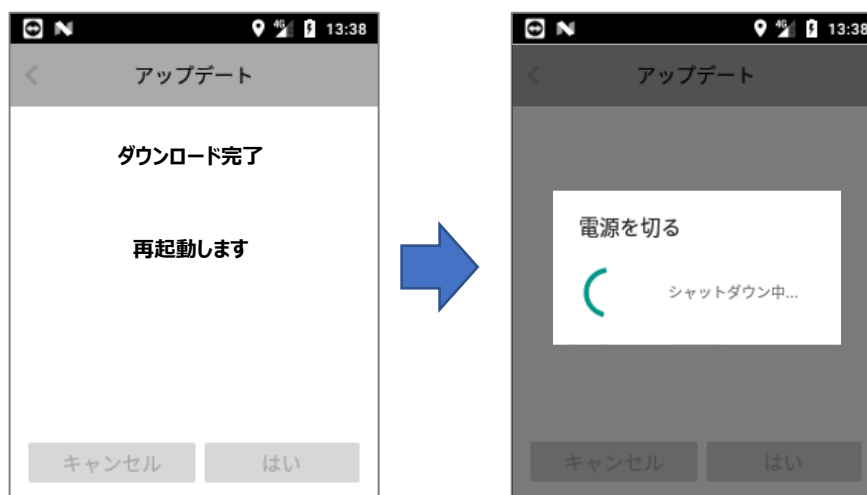 4G 13:38
アップデート
ダウンロード完了
再起動します
キャンセル はい
4G 13:38
アップデート
電源を切る
シャットダウン中...
キャンセル はい